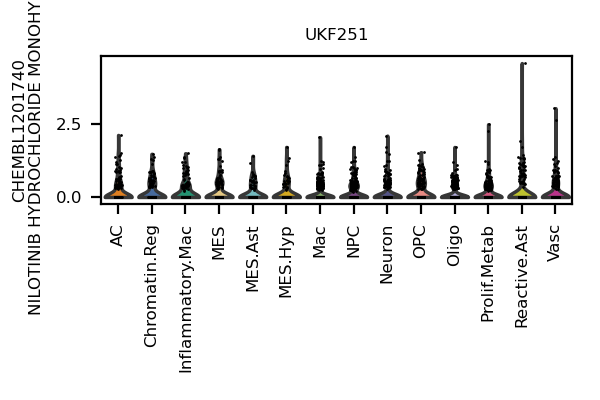 UKF251
CHEMBL1201740
NILOTINIB HYDROCHLORIDE MONOHY
2.5
0.0
AC
Chromatin.Reg
Inflammatory.Mac
MES
MES.Ast
MES.Hyp
Mac
NPC
Neuron
OPC
Oligo
Prolif.Metab
Reactive.Ast
Vasc